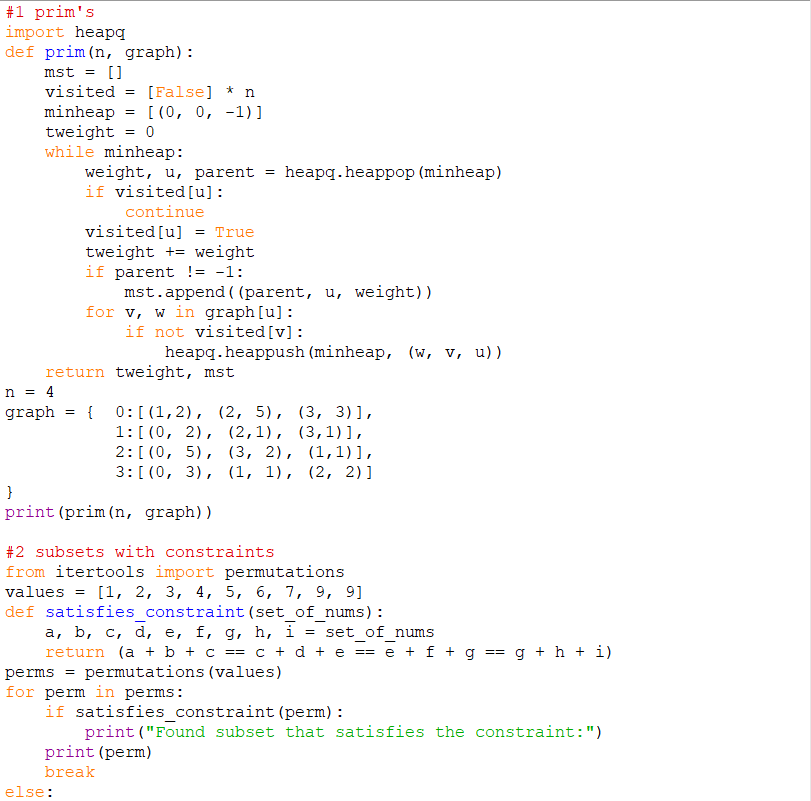 #1 prim's
import heapq
def prim(n, graph):
    mst = []
    visited = [False] * n
    minheap = [(0, 0, -1)]
    tweight = 0
    while minheap:
        weight, u, parent = heapq.heappop(minheap)
        if visited[u]:
            continue
        visited[u] = True
        tweight += weight
        if parent != -1:
            mst.append((parent, u, weight))
        for v, w in graph[u]:
            if not visited[v]:
                heapq.heappush(minheap, (w, v, u))
    return tweight, mst
n = 4
graph = {  0:[(1,2), (2, 5), (3, 3)],
           1:[(0, 2), (2,1), (3,1)],
           2:[(0, 5), (3, 2), (1,1)],
           3:[(0, 3), (1, 1), (2, 2)]
}
print(prim(n, graph))

#2 subsets with constraints
from itertools import permutations
values = [1, 2, 3, 4, 5, 6, 7, 9, 9]
def satisfies_constraint(set_of_nums):
    a, b, c, d, e, f, g, h, i = set_of_nums
    return (a + b + c == c + d + e == e + f + g == g + h + i)
perms = permutations(values)
for perm in perms:
    if satisfies_constraint(perm):
        print("Found subset that satisfies the constraint:")
    print(perm)
    break
else: